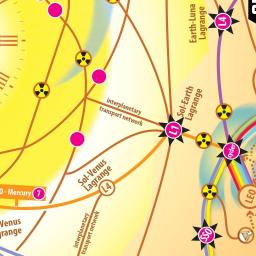 Earth-Luna
Lagrange
L4
interplanetary
transport network
Sol-Earth
Lagrange
L1
Sol-Venus
Lagrange
L4
- Mercury
7
Venus
range
interplanetary
transport network
LEO